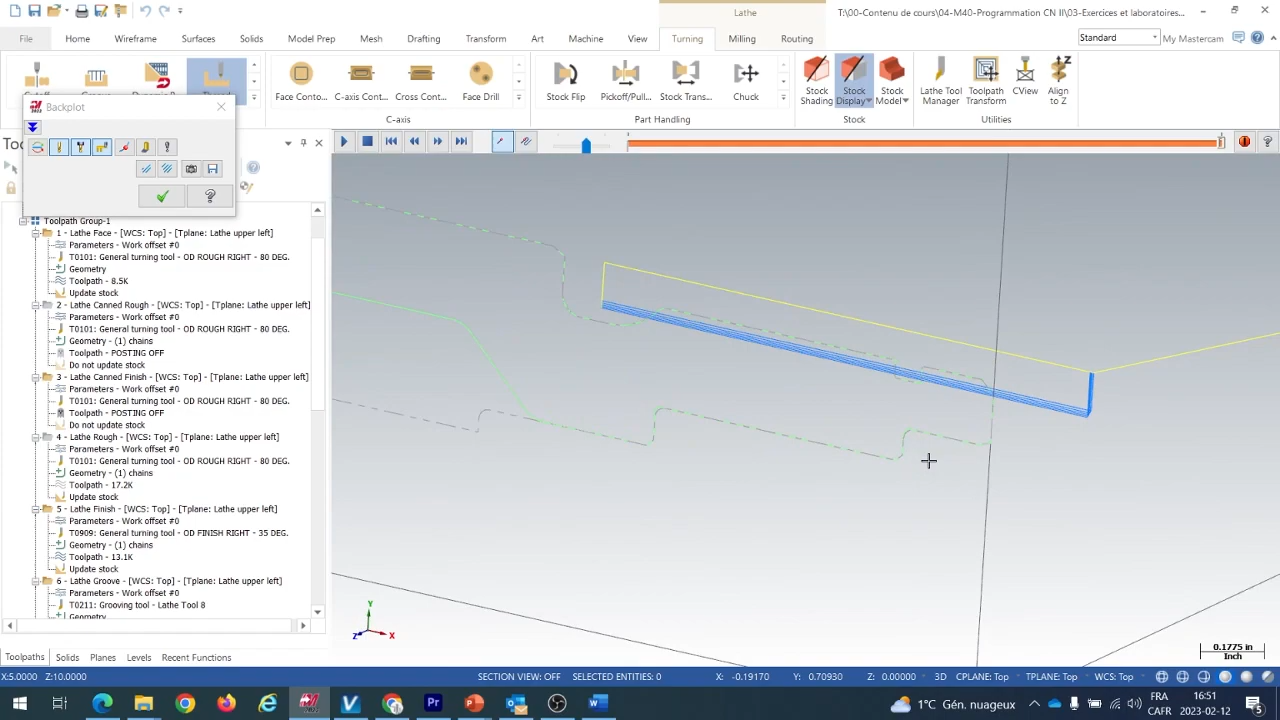 Lathe
T:\00-Contenu de cours\04-M40-Programmation CN II\03-Exercices et laboratoires...
File
Home
Wireframe
Surfaces
Solids
Model Prep
Mesh
Drafting
Transform
Art
Machine
View
Turning
Milling
Routing
Standard
My Mastercam
Face Conto...
C-axis Cont...
Cross Cont...
Face Drill
Stock Flip
Pickoff/Pull...
Stock Trans...
Chuck
Stock Shading
Stock Display
Stock Model
Lathe Tool Manager
Toolpath Transform
CView
Align to Z
C-axis
Part Handling
Stock
Utilities
Backplot
Toolpath Group-1
1 - Lathe Face - [WCS: Top] - [Tplane: Lathe upper left]
Parameters - Work offset #0
T0101: General turning tool - OD ROUGH RIGHT - 80 DEG.
Geometry
Toolpath - 8.5K
Update stock
2 - Lathe Canned Rough - [WCS: Top] - [Tplane: Lathe upper left]
Parameters - Work offset #0
T0101: General turning tool - OD ROUGH RIGHT - 80 DEG.
Geometry - (1) chains
Toolpath - POSTING OFF
Do not update stock
3 - Lathe Canned Finish - [WCS: Top] - [Tplane: Lathe upper left]
Parameters - Work offset #0
T0101: General turning tool - OD ROUGH RIGHT - 80 DEG.
Geometry - (1) chains
Toolpath - POSTING OFF
Do not update stock
4 - Lathe Rough - [WCS: Top] - [Tplane: Lathe upper left]
Parameters - Work offset #0
T0101: General turning tool - OD ROUGH RIGHT - 80 DEG.
Geometry - (1) chains
Toolpath - 17.2K
Update stock
5 - Lathe Finish - [WCS: Top] - [Tplane: Lathe upper left]
Parameters - Work offset #0
T0909: General turning tool - OD FINISH RIGHT - 35 DEG.
Geometry - (1) chains
Toolpath - 13.1K
Update stock
6 - Lathe Groove - [WCS: Top] - [Tplane: Lathe upper left]
Parameters - Work offset #0
T0211: Grooving tool - Lathe Tool 8
Y
Z
X
0.1775 in
Inch
Toolpaths
Solids
Planes
Levels
Recent Functions
X:5.0000 Z:10.0000
SECTION VIEW: OFF
SELECTED ENTITIES: 0
X: -0.19170
Y: 0.70930
Z: 0.00000
3D
CPLANE: Top
TPLANE: Top
WCS: Top
1°C Gén. nuageux
FRA
CAFR
16:51
2023-02-12